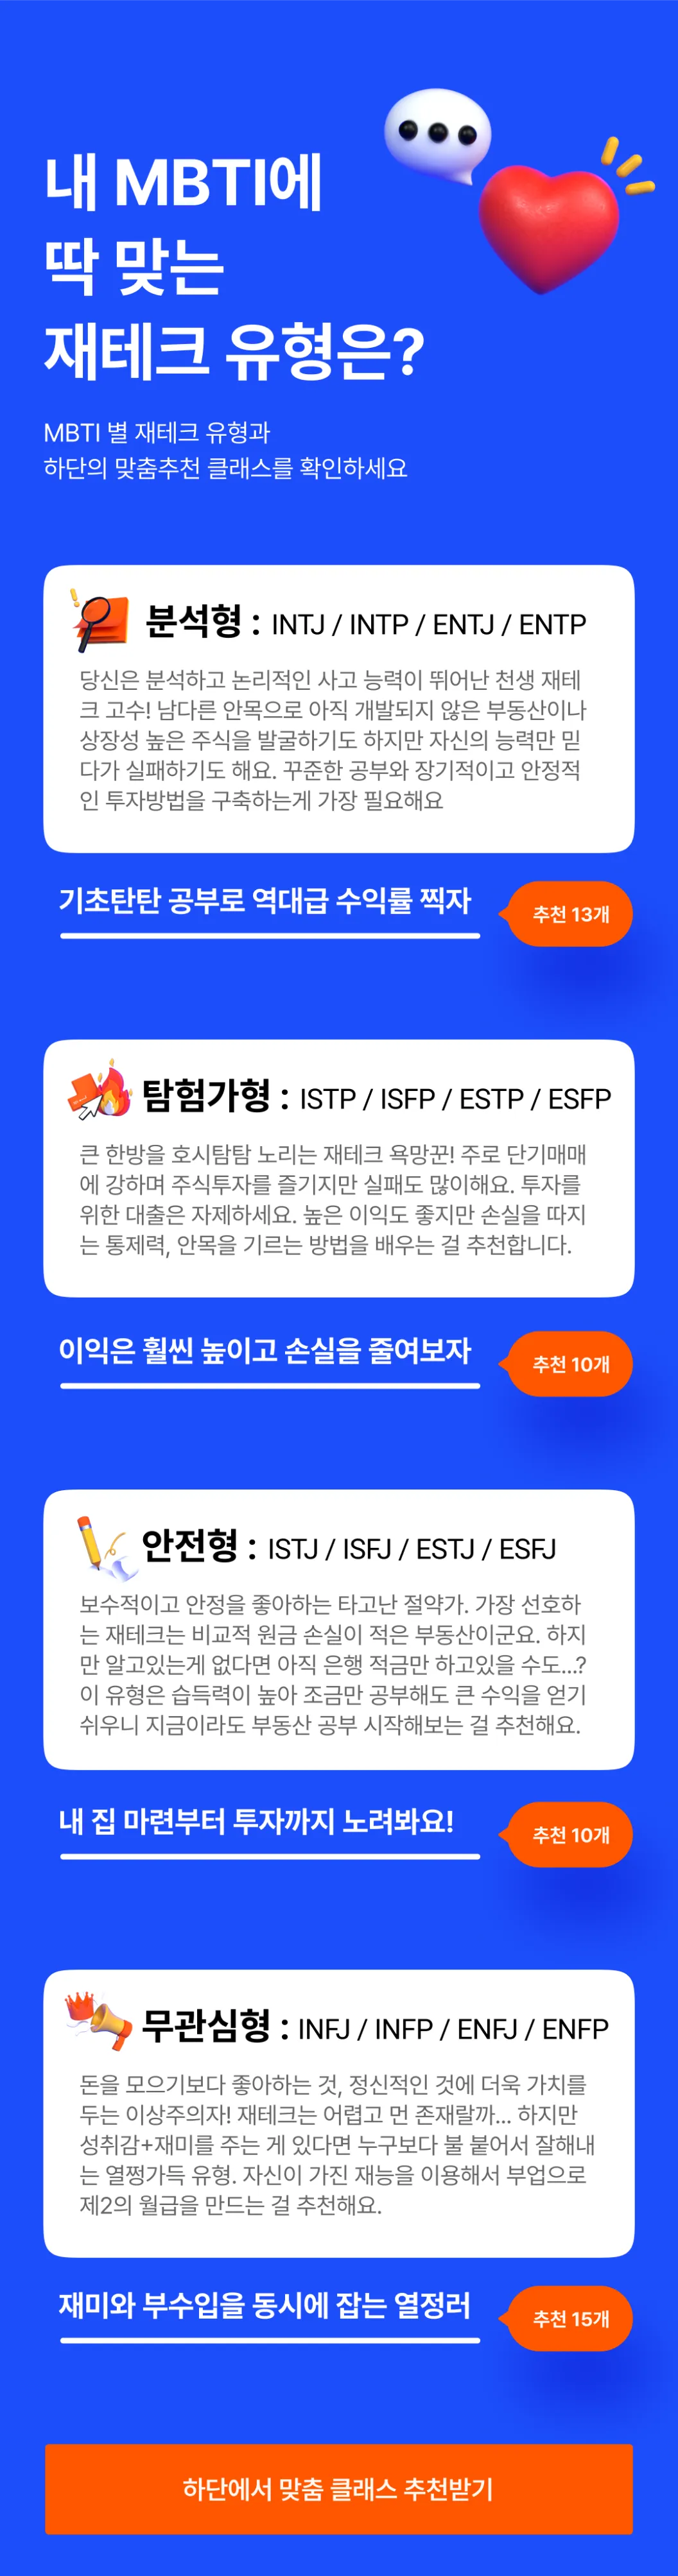 내 MBTI에
딱 맞는
재테크 유형은?
MBTI 별 재테크 유형과
하단의 맞춤추천 클래스를 확인하세요
분석형 : INTJ / INTP / ENTJ / ENTP
당신은 분석하고 논리적인 사고 능력이 뛰어난 천생 재테
크 고수! 남다른 안목으로 아직 개발되지 않은 부동산이나
상장성 높은 주식을 발굴하기도 하지만 자신의 능력만 믿
다가 실패하기도 해요. 꾸준한 공부와 장기적이고 안정적
인 투자방법을 구축하는게 가장 필요해요
기초탄탄 공부로 역대급 수익률 찍자
추천 13개
탐험가형 : ISTP / ISFP / ESTP / ESFP
큰 한방을 호시탐탐 노리는 재테크 욕망꾼! 주로 단기매매
에 강하며 주식투자를 즐기지만 실패도 많이해요. 투자를
위한 대출은 자제하세요. 높은 이익도 좋지만 손실을 따지
는 통제력, 안목을 기르는 방법을 배우는 걸 추천합니다.
이익은 훨씬 높이고 손실을 줄여보자
추천 10개
안전형 : ISTJ / ISFJ / ESTJ / ESFJ
보수적이고 안정을 좋아하는 타고난 절약가. 가장 선호하
는 재테크는 비교적 원금 손실이 적은 부동산이군요. 하지
만 알고있는게 없다면 아직 은행 적금만 하고있을 수도...?
이 유형은 습득력이 높아 조금만 공부해도 큰 수익을 얻기
쉬우니 지금이라도 부동산 공부 시작해보는 걸 추천해요.
내 집 마련부터 투자까지 노려봐요!
추천 10개
무관심형 : INFJ / INFP / ENFJ / ENFP
돈을 모으기보다 좋아하는 것, 정신적인 것에 더욱 가치를
두는 이상주의자! 재테크는 어렵고 먼 존재랄까... 하지만
성취감+재미를 주는 게 있다면 누구보다 불 붙어서 잘해내
는 열쩡가득 유형. 자신이 가진 재능을 이용해서 부업으로
제2의 월급을 만드는 걸 추천해요.
재미와 부수입을 동시에 잡는 열정러
추천 15개
하단에서 맞춤 클래스 추천받기